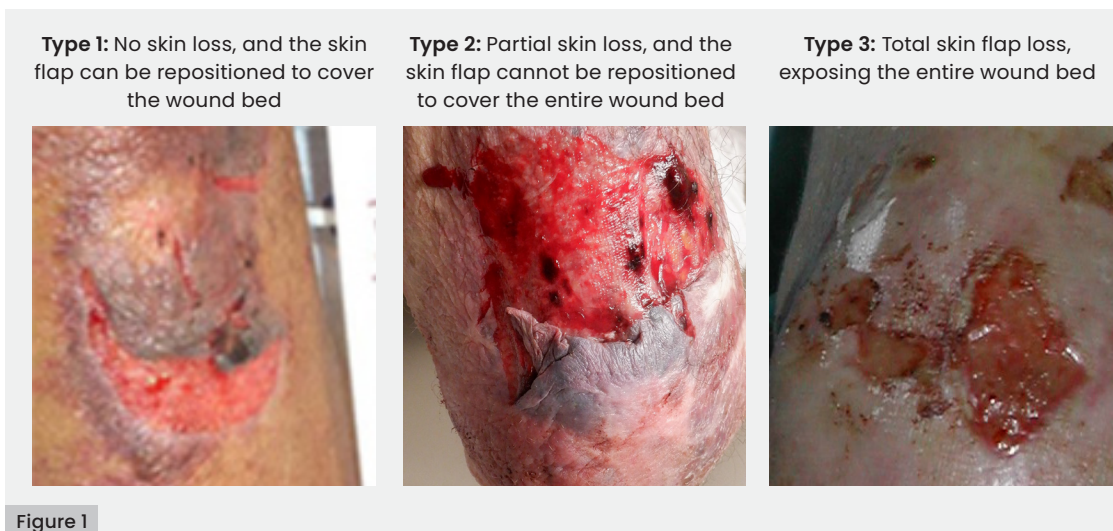 Type 1: No skin loss, and the skin
flap can be repositioned to cover
the wound bed
Type 2: Partial skin loss, and the
skin flap cannot be repositioned
to cover the entire wound bed
Type 3: Total skin flap loss,
exposing the entire wound bed
Figure 1